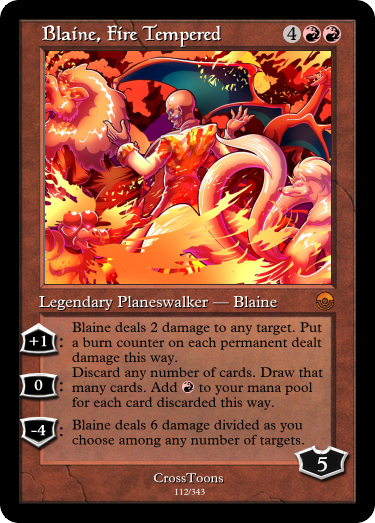 Blaine, Fire Tempered 4
Legendary Planeswalker — Blaine
+1: Blaine deals 2 damage to any target. Put
a burn counter on each permanent dealt
damage this way.
0: Discard any number of cards. Draw that
many cards. Add to your mana pool
for each card discarded this way.
-4: Blaine deals 6 damage divided as you
choose among any number of targets.
5
CrossToons
112/343